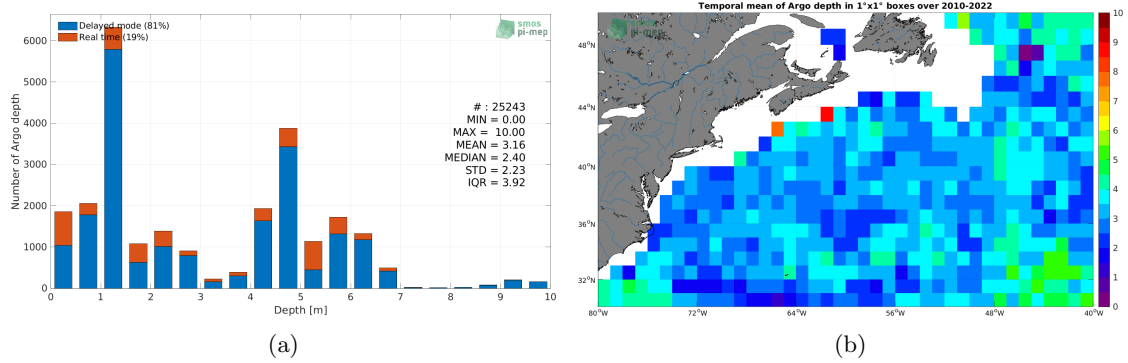 Delayed mode (81%)
Real time (19%)
smos
pi-mep
6000
5000
4000
3000
2000
1000
0
Number of Argo depth
# : 25243
MIN = 0.00
MAX = 10.00
MEAN = 3.16
MEDIAN = 2.40
STD = 2.23
IQR = 3.92
0 1 2 3 4 5 6 7 8 9 10
Depth [m]
(a)
Temporal mean of Argo depth in 1°x1° boxes over 2010-2022
smos
pi-mep
48°N
44°N
40°N
36°N
32°N
80°W 72°W 64°W 56°W 48°W 40°W
10
9
8
7
6
5
4
3
2
1
0
(b)